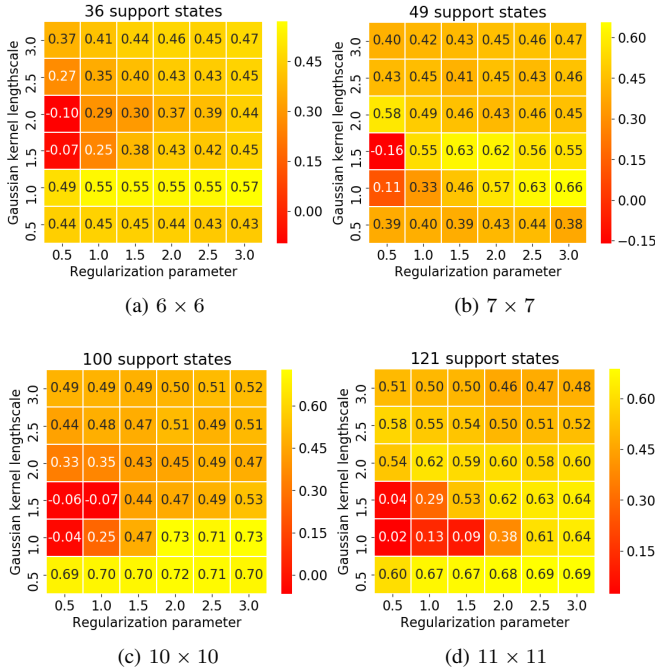 36 support states
Gaussian kernel lengthscale
3.0 0.37 0.41 0.44 0.46 0.45 0.47
2.5 0.27 0.35 0.40 0.43 0.43 0.45
2.0 -0.10 0.29 0.30 0.37 0.39 0.44
1.5 -0.07 0.25 0.38 0.43 0.42 0.45
1.0 0.49 0.55 0.55 0.55 0.55 0.57
0.5 0.44 0.45 0.45 0.44 0.43 0.43
0.5 1.0 1.5 2.0 2.5 3.0
Regularization parameter
0.45
0.30
0.15
0.00
(a) 6 × 6
49 support states
Gaussian kernel lengthscale
3.0 0.40 0.42 0.43 0.45 0.46 0.47
2.5 0.43 0.45 0.41 0.45 0.43 0.46
2.0 0.58 0.49 0.46 0.43 0.46 0.45
1.5 -0.16 0.55 0.63 0.62 0.56 0.55
1.0 0.11 0.33 0.46 0.57 0.63 0.66
0.5 0.39 0.40 0.39 0.43 0.44 0.38
0.5 1.0 1.5 2.0 2.5 3.0
Regularization parameter
0.60
0.45
0.30
0.15
0.00
−0.15
(b) 7 × 7
100 support states
Gaussian kernel lengthscale
3.0 0.49 0.49 0.49 0.50 0.51 0.52
2.5 0.44 0.48 0.47 0.51 0.49 0.51
2.0 0.33 0.35 0.43 0.45 0.49 0.47
1.5 -0.06 -0.07 0.44 0.47 0.49 0.53
1.0 -0.04 0.25 0.47 0.73 0.71 0.73
0.5 0.69 0.70 0.70 0.72 0.71 0.70
0.5 1.0 1.5 2.0 2.5 3.0
Regularization parameter
0.60
0.45
0.30
0.15
0.00
(c) 10 × 10
121 support states
Gaussian kernel lengthscale
3.0 0.51 0.50 0.50 0.46 0.47 0.48
2.5 0.58 0.55 0.54 0.50 0.51 0.52
2.0 0.54 0.62 0.59 0.60 0.58 0.60
1.5 0.04 0.29 0.53 0.62 0.63 0.64
1.0 0.02 0.13 0.09 0.38 0.61 0.64
0.5 0.60 0.67 0.67 0.68 0.69 0.69
0.5 1.0 1.5 2.0 2.5 3.0
Regularization parameter
0.60
0.45
0.30
0.15
(d) 11 × 11